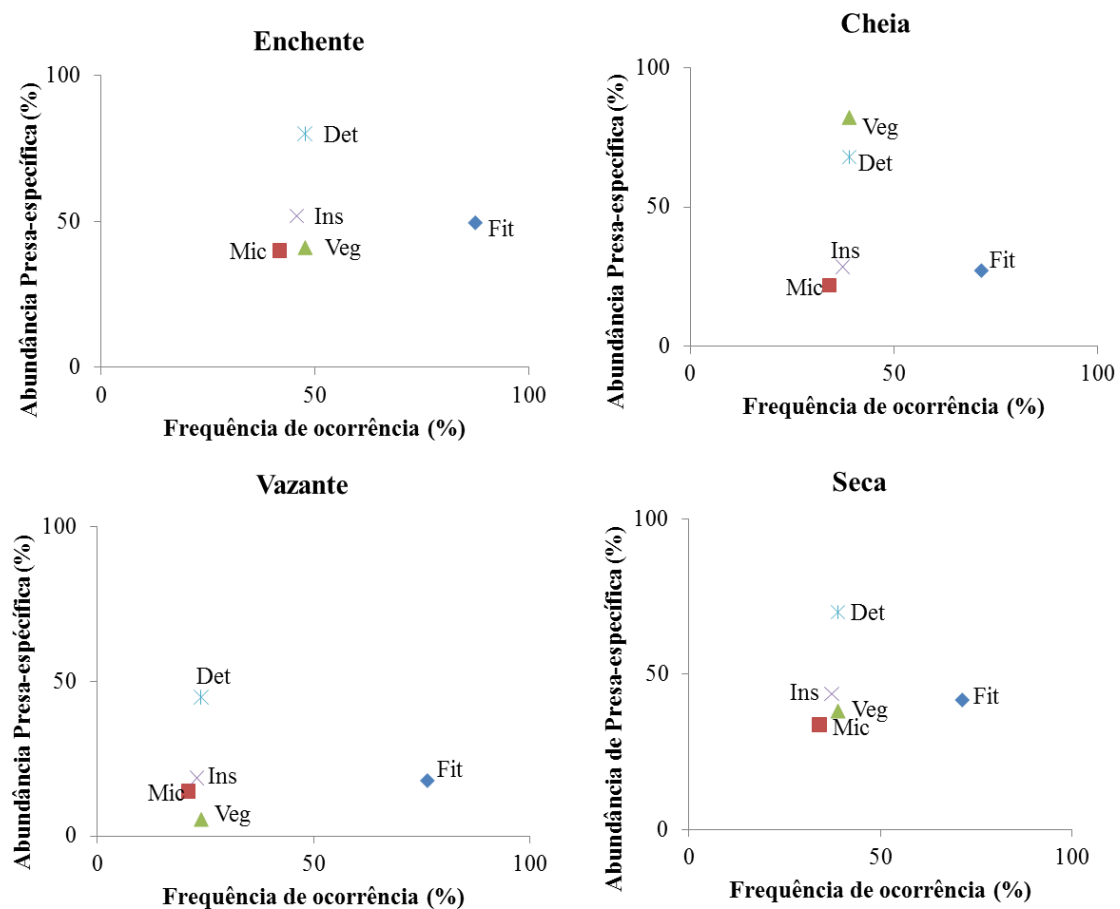 Enchente
Abundância Presa-específica (%)
100
50
0
Det
Ins
Mic
Veg
Fit
0
50
100
Frequência de ocorrência (%)
Cheia
Abundância Presa-específica (%)
100
50
0
Veg
Det
Ins
Mic
Fit
0
50
100
Frequência de ocorrência (%)
Vazante
Abundância Presa-espécífica (%)
100
50
0
Det
Ins
Mic
Veg
Fit
0
50
100
Frequência de ocorrência (%)
Seca
Abundância de Presa-específica (%)
100
50
0
Det
Ins
Veg
Mic
Fit
0
50
100
Frequência de ocorrência (%)